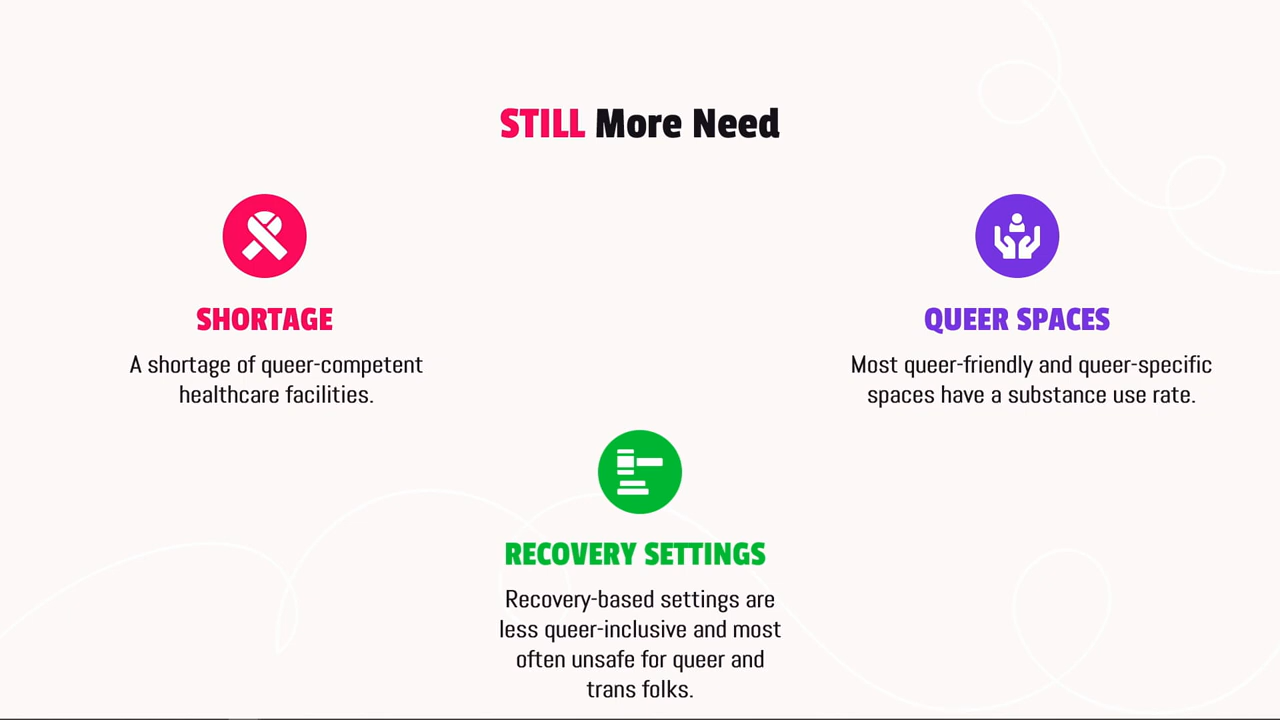 STILL More Need
SHORTAGE
A shortage of queer-competent
healthcare facilities.
QUEER SPACES
Most queer-friendly and queer-specific
spaces have a substance use rate.
RECOVERY SETTINGS
Recovery-based settings are
less queer-inclusive and most
often unsafe for queer and
trans folks.